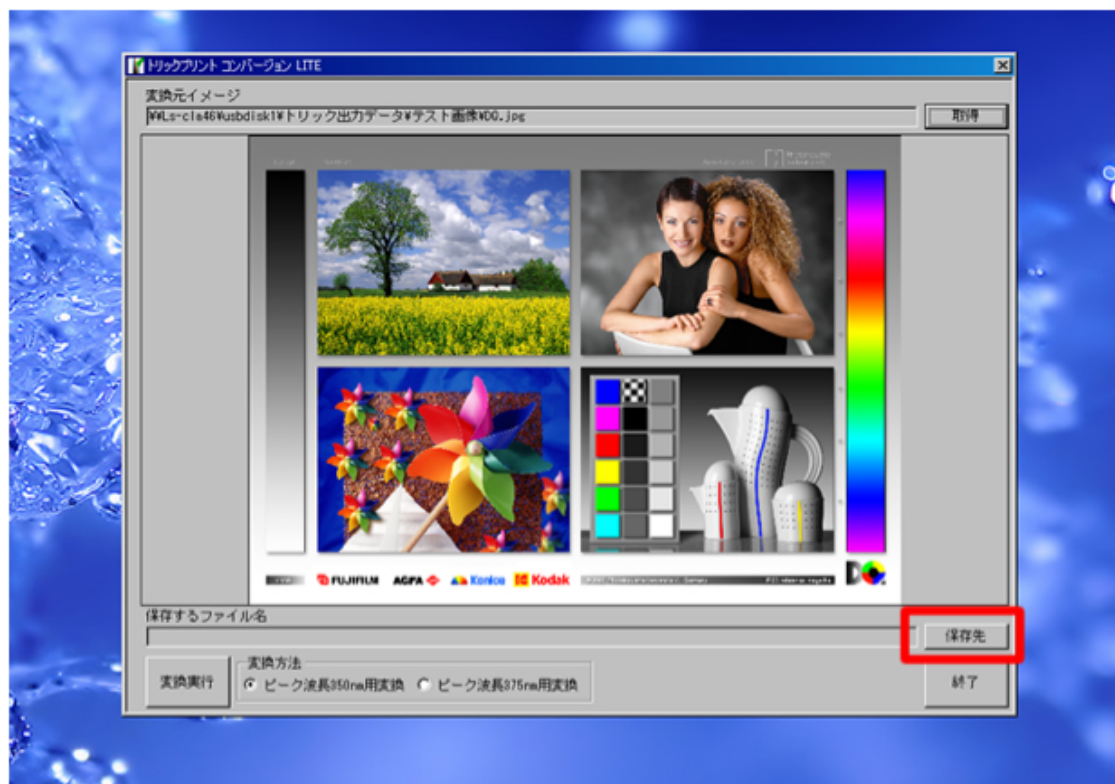 トリックプリント コンバージョン LITE
変換元イメージ
¥¥Ls-cla46¥usbdisk1¥トリック出力データ¥テスト画像¥DQ.jpg
取得
FUJIFILM AGFA Konica Kodak
保存するファイル名
保存先
変換実行
変換方法
ピーク波長350nm用変換 ピーク波長375nm用変換
終了